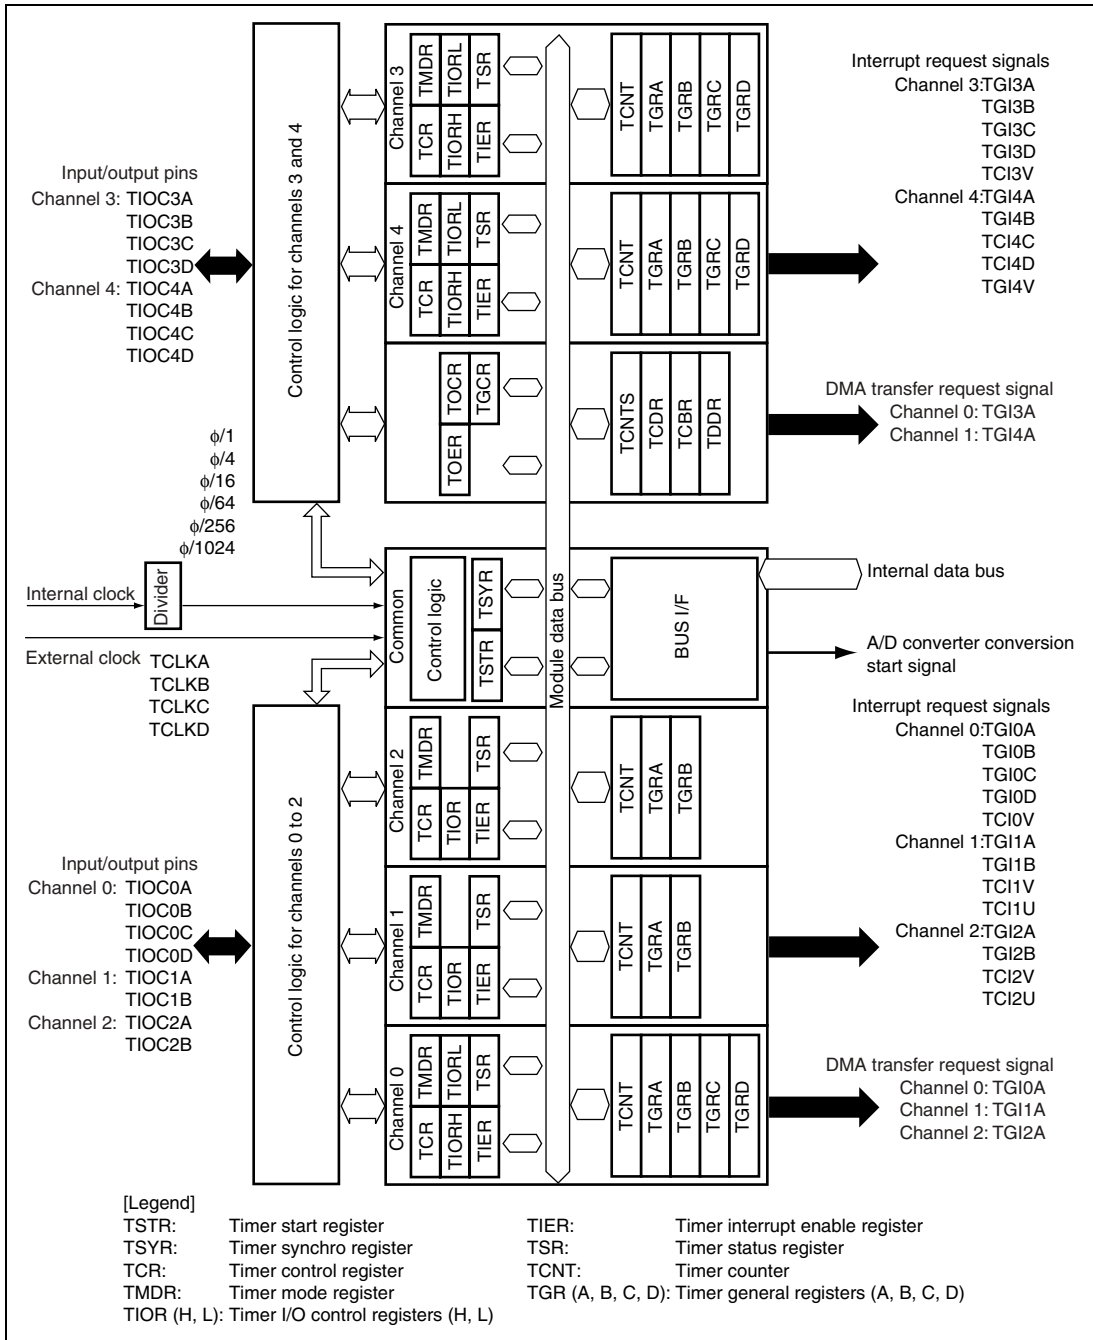 Input/output pins
Channel 3: TIOC3A
TIOC3B
TIOC3C
TIOC3D
Channel 4: TIOC4A
TIOC4B
TIOC4C
TIOC4D
Control logic for channels 3 and 4
Channel 3
TMDR TIORL TSR
TCR TIORH TIER
TCNT TGRA TGRB TGRC TGRD
Channel 4
TMDR TIORL TSR
TCR TIORH TIER
TCNT TGRA TGRB TGRC TGRD
TOCR TGCR
TOER
TCNTS TCDR TCBR TDDR
Interrupt request signals
Channel 3:TGI3A
TGI3B
TGI3C
TGI3D
TCI3V
Channel 4:TGI4A
TGI4B
TCI4C
TCI4D
TGI4V
DMA transfer request signal
Channel 0: TGI3A
Channel 1: TGI4A
ϕ/1
ϕ/4
ϕ/16
ϕ/64
ϕ/256
ϕ/1024
Internal clock
Divider
External clock
TCLKA
TCLKB
TCLKC
TCLKD
Common
Control logic
TSYR
TSTR
Module data bus
BUS I/F
Internal data bus
A/D converter conversion
start signal
Input/output pins
Channel 0: TIOC0A
TIOC0B
TIOC0C
TIOC0D
Channel 1: TIOC1A
TIOC1B
Channel 2: TIOC2A
TIOC2B
Control logic for channels 0 to 2
Channel 2
TMDR TSR
TCR TIOR TIER
TCNT TGRA TGRB
Channel 1
TMDR TSR
TCR TIOR TIER
TCNT TGRA TGRB
Channel 0
TMDR TIORL TSR
TCR TIORH TIER
TCNT TGRA TGRB TGRC TGRD
Interrupt request signals
Channel 0:TGI0A
TGI0B
TGI0C
TGI0D
TCI0V
Channel 1:TGI1A
TGI1B
TCI1V
TCI1U
Channel 2:TGI2A
TGI2B
TCI2V
TCI2U
DMA transfer request signal
Channel 0: TGI0A
Channel 1: TGI1A
Channel 2: TGI2A
[Legend]
TSTR: Timer start register
TSYR: Timer synchro register
TCR: Timer control register
TMDR: Timer mode register
TIOR (H, L): Timer I/O control registers (H, L)
TIER: Timer interrupt enable register
TSR: Timer status register
TCNT: Timer counter
TGR (A, B, C, D): Timer general registers (A, B, C, D)